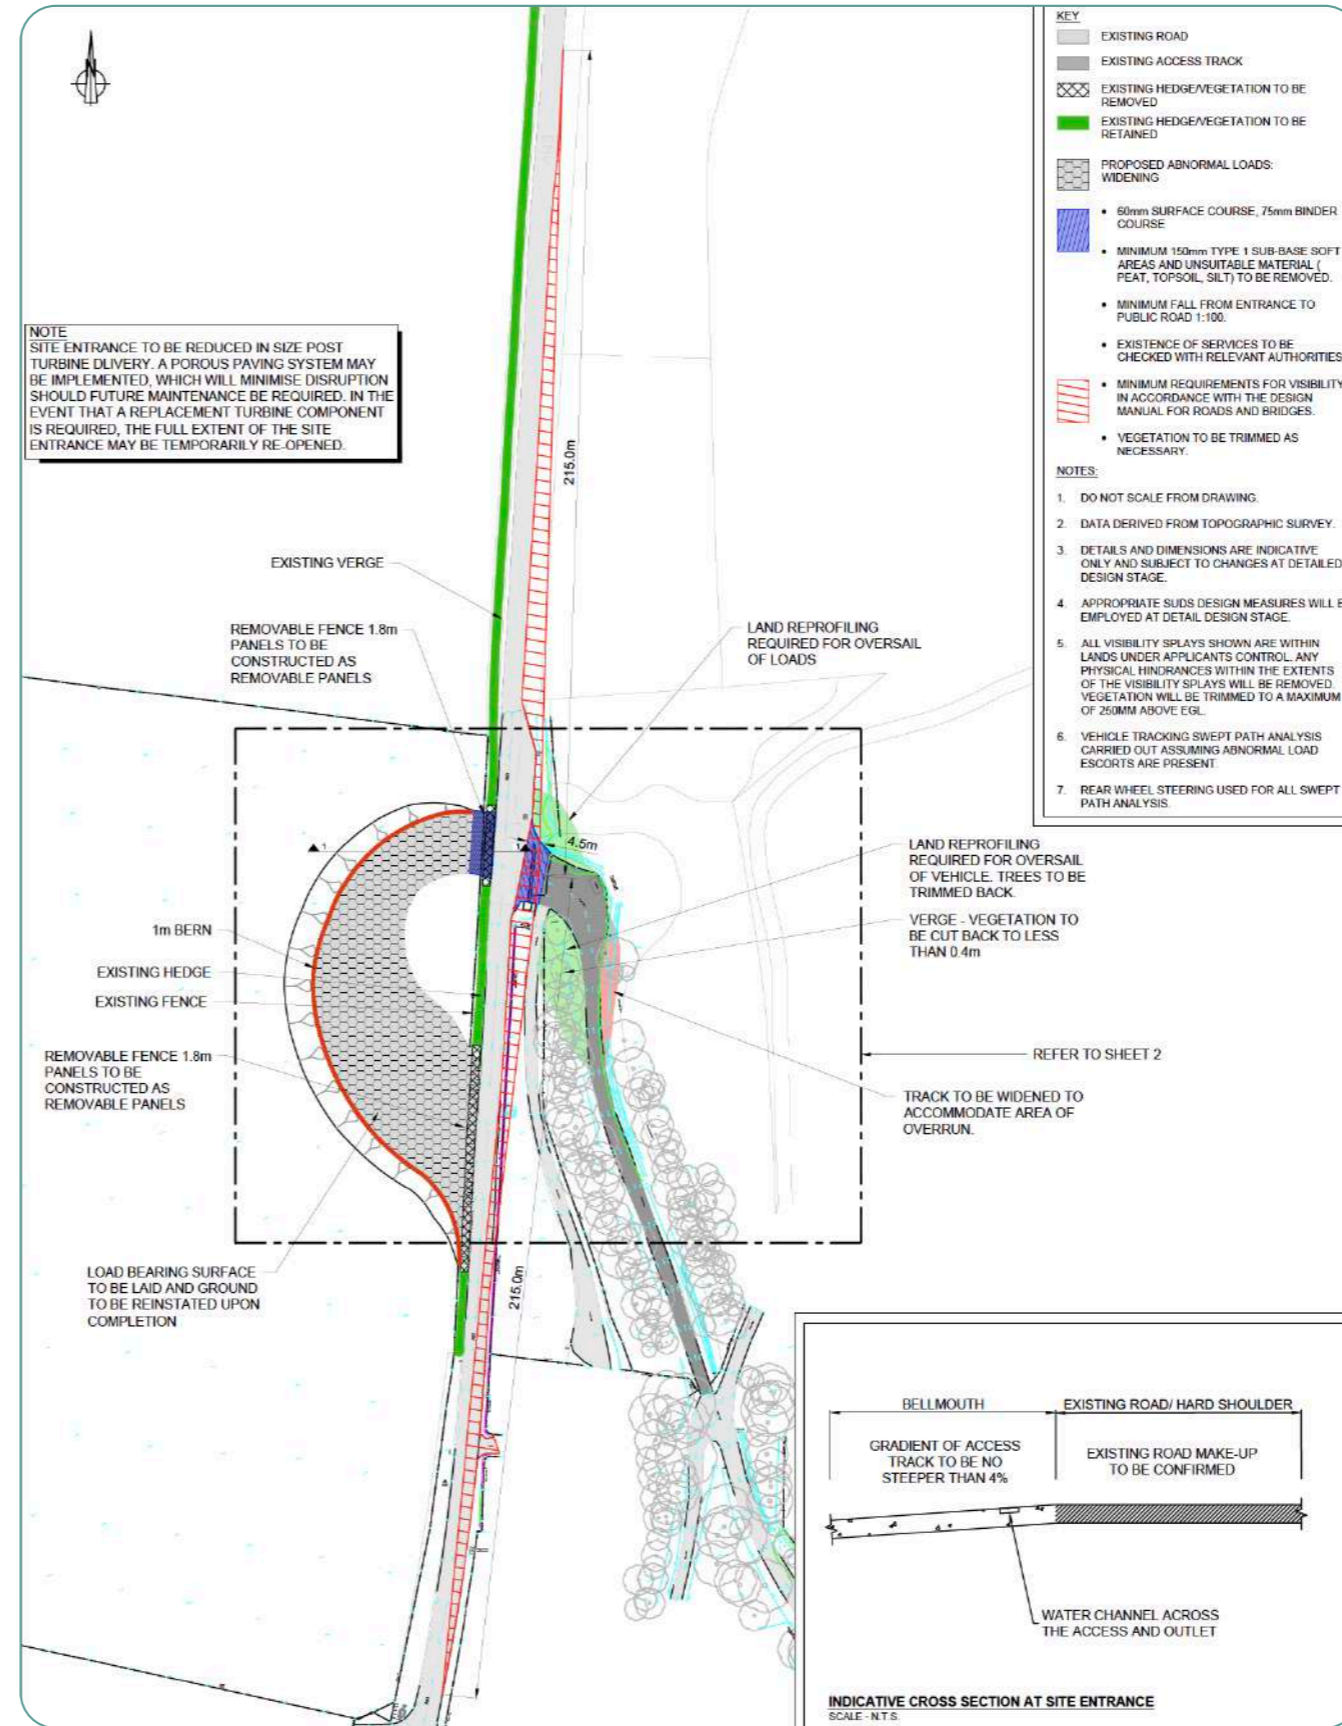 KEY
EXISTING ROAD
EXISTING ACCESS TRACK
EXISTING HEDGE/VEGETATION TO BE
REMOVED
EXISTING HEDGE/VEGETATION TO BE
RETAINED
PROPOSED ABNORMAL LOADS:
WIDENING
• 60mm SURFACE COURSE, 75mm BINDER
COURSE
• MINIMUM 150mm TYPE 1 SUB-BASE SOFT
AREAS AND UNSUITABLE MATERIAL (
PEAT, TOPSOIL, SILT) TO BE REMOVED.
• MINIMUM FALL FROM ENTRANCE TO
PUBLIC ROAD 1:100.
• EXISTENCE OF SERVICES TO BE
CHECKED WITH RELEVANT AUTHORITIES
• MINIMUM REQUIREMENTS FOR VISIBILITY
IN ACCORDANCE WITH THE DESIGN
MANUAL FOR ROADS AND BRIDGES.
• VEGETATION TO BE TRIMMED AS
NECESSARY.
NOTES:
1. DO NOT SCALE FROM DRAWING.
2. DATA DERIVED FROM TOPOGRAPHIC SURVEY.
3. DETAILS AND DIMENSIONS ARE INDICATIVE
ONLY AND SUBJECT TO CHANGES AT DETAILED
DESIGN STAGE.
4. APPROPRIATE SUDS DESIGN MEASURES WILL
EMPLOYED AT DETAIL DESIGN STAGE.
5. ALL VISIBILITY SPLAYS SHOWN ARE WITHIN
LANDS UNDER APPLICANTS CONTROL. ANY
PHYSICAL HINDRANCES WITHIN THE EXTENTS
OF THE VISIBILITY SPLAYS WILL BE REMOVED.
VEGETATION WILL BE TRIMMED TO A MAXIMUM
OF 250MM ABOVE EGL.
6. VEHICLE TRACKING SWEPT PATH ANALYSIS
CARRIED OUT ASSUMING ABNORMAL LOAD
ESCORTS ARE PRESENT
7. REAR WHEEL STEERING USED FOR ALL SWEPT
PATH ANALYSIS.
NOTE
SITE ENTRANCE TO BE REDUCED IN SIZE POST
TURBINE DLIVERY. A POROUS PAVING SYSTEM MAY
BE IMPLEMENTED, WHICH WILL MINIMISE DISRUPTION
SHOULD FUTURE MAINTENANCE BE REQUIRED. IN THE
EVENT THAT A REPLACEMENT TURBINE COMPONENT
IS REQUIRED, THE FULL EXTENT OF THE SITE
ENTRANCE MAY BE TEMPORARILY RE-OPENED.
215.0m
EXISTING VERGE
REMOVABLE FENCE 1.8m
PANELS TO BE
CONSTRUCTED AS
REMOVABLE PANELS
LAND REPROFILING
REQUIRED FOR OVERSAIL
OF LOADS
1
1
4.5m
LAND REPROFILING
REQUIRED FOR OVERSAIL
OF VEHICLE. TREES TO BE
TRIMMED BACK.
VERGE - VEGETATION TO
BE CUT BACK TO LESS
THAN 0.4m
1m BERN
EXISTING HEDGE
EXISTING FENCE
REMOVABLE FENCE 1.8m
PANELS TO BE
CONSTRUCTED AS
REMOVABLE PANELS
REFER TO SHEET 2
TRACK TO BE WIDENED TO
ACCOMMODATE AREA OF
OVERRUN.
LOAD BEARING SURFACE
TO BE LAID AND GROUND
TO BE REINSTATED UPON
COMPLETION
215.0m
BELLMOUTH
EXISTING ROAD/ HARD SHOULDER
GRADIENT OF ACCESS
TRACK TO BE NO
STEEPER THAN 4%
EXISTING ROAD MAKE-UP
TO BE CONFIRMED
WATER CHANNEL ACROSS
THE ACCESS AND OUTLET
INDICATIVE CROSS SECTION AT SITE ENTRANCE
SCALE - N.T.S.